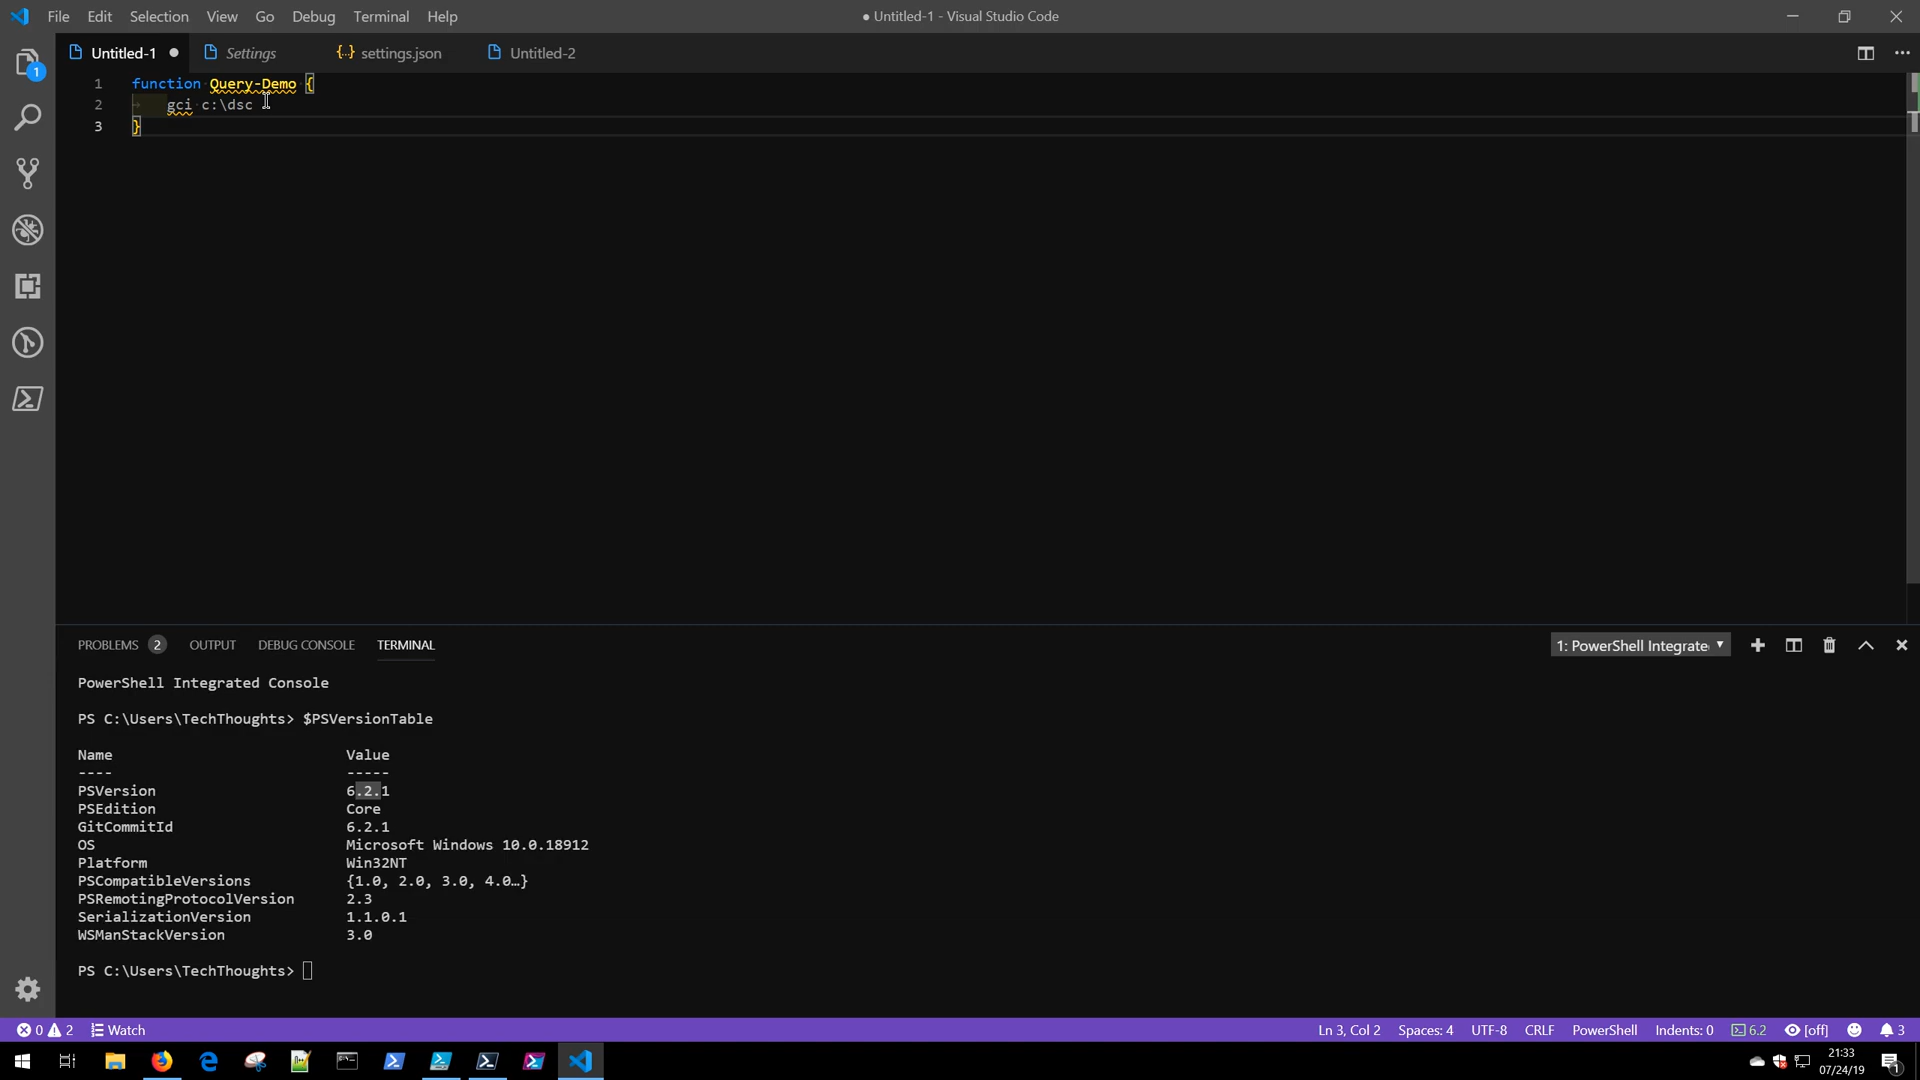 File Edit Selection View Go Debug Terminal Help ● Untitled-1 - Visual Studio Code
Untitled-1 ● Settings {..} settings.json Untitled-2
1
1 function Query-Demo {
2 gci c:\dsc
3 }
PROBLEMS 2 OUTPUT DEBUG CONSOLE TERMINAL 1: PowerShell Integrate
PowerShell Integrated Console
PS C:\Users\TechThoughts> $PSVersionTable
Name Value
---- -----
PSVersion 6.2.1
PSEdition Core
GitCommitId 6.2.1
OS Microsoft Windows 10.0.18912
Platform Win32NT
PSCompatibleVersions {1.0, 2.0, 3.0, 4.0…}
PSRemotingProtocolVersion 2.3
SerializationVersion 1.1.0.1
WSManStackVersion 3.0
PS C:\Users\TechThoughts>
0 2 Watch Ln 3, Col 2 Spaces: 4 UTF-8 CRLF PowerShell Indents: 0 6.2 [off] 3
21:33
07/24/19
1